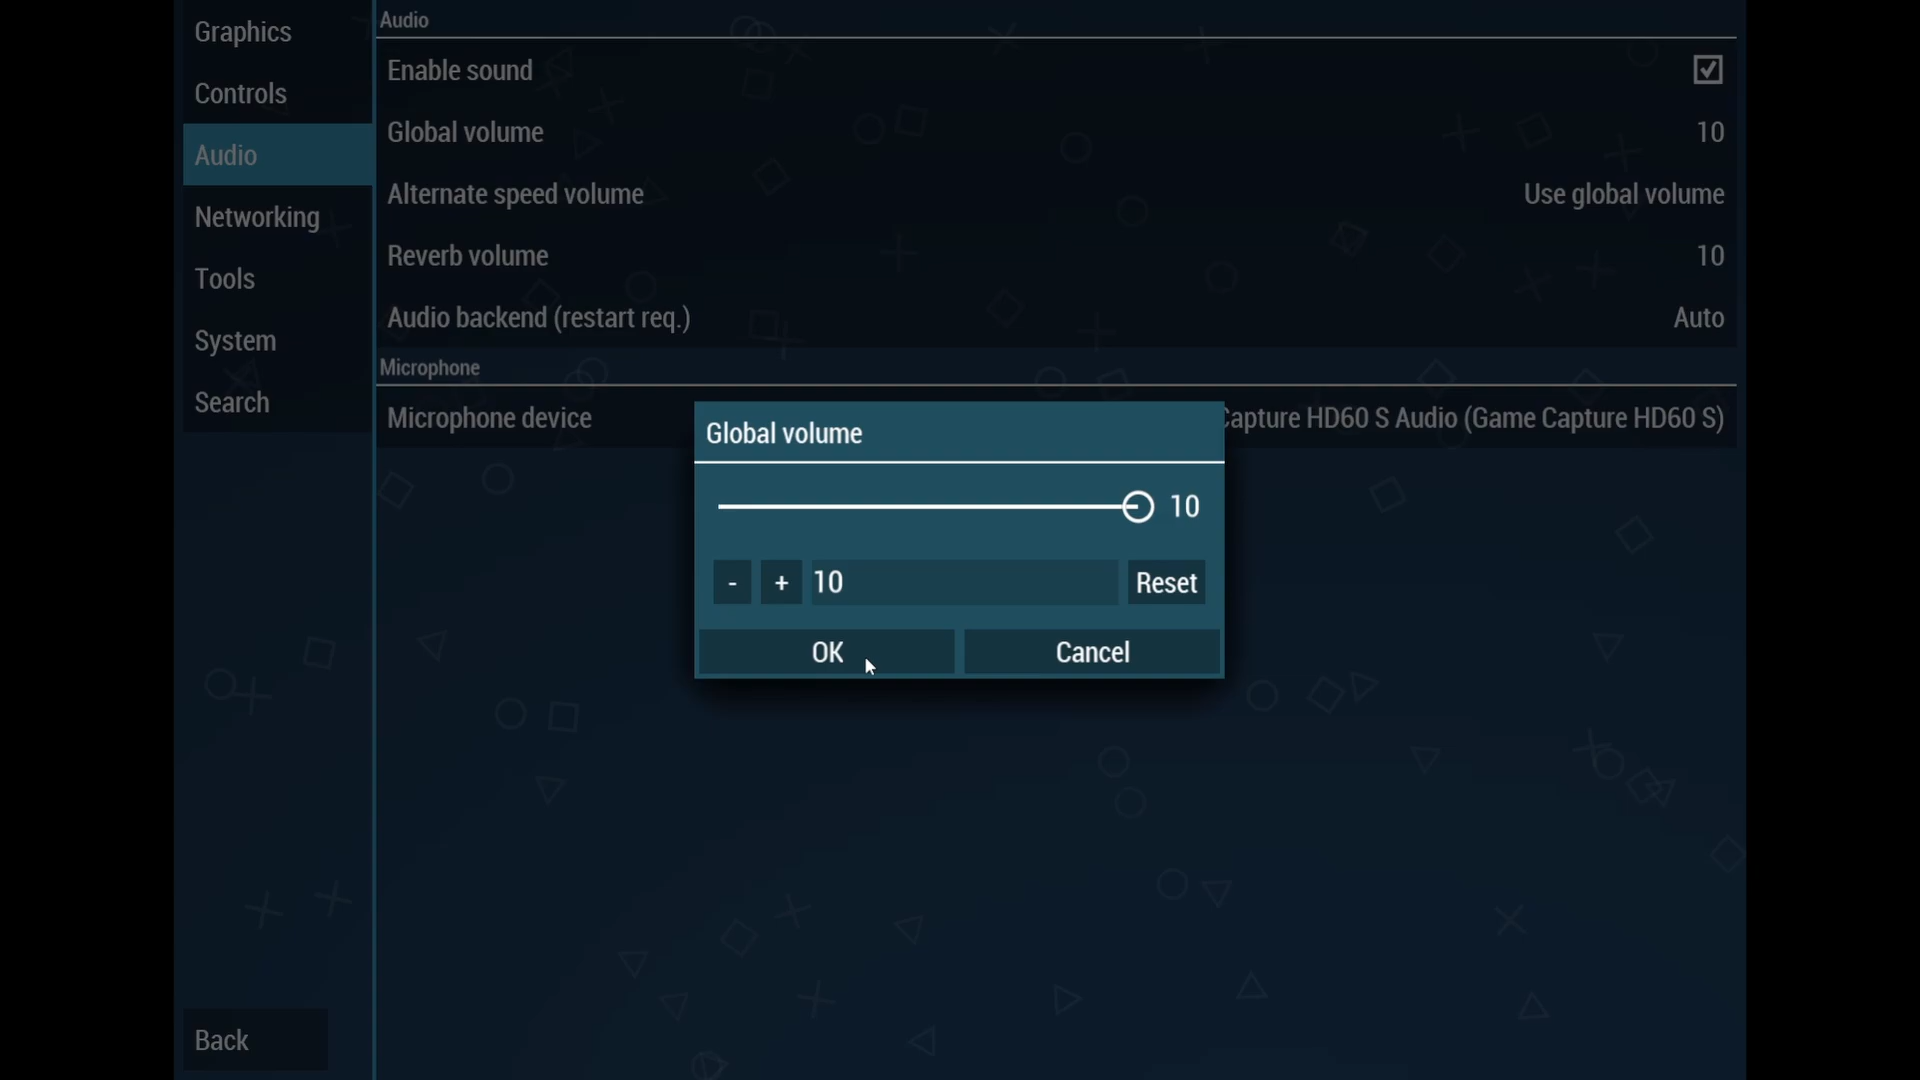 Graphics
Controls
Audio
Networking
Tools
System
Search
Back
Audio
Enable sound
Global volume 10
Alternate speed volume Use global volume
Reverb volume 10
Audio backend (restart req.) Auto
Microphone
Microphone device Capture HD60 S Audio (Game Capture HD60 S)
Global volume
10
- + 10 Reset
OK Cancel